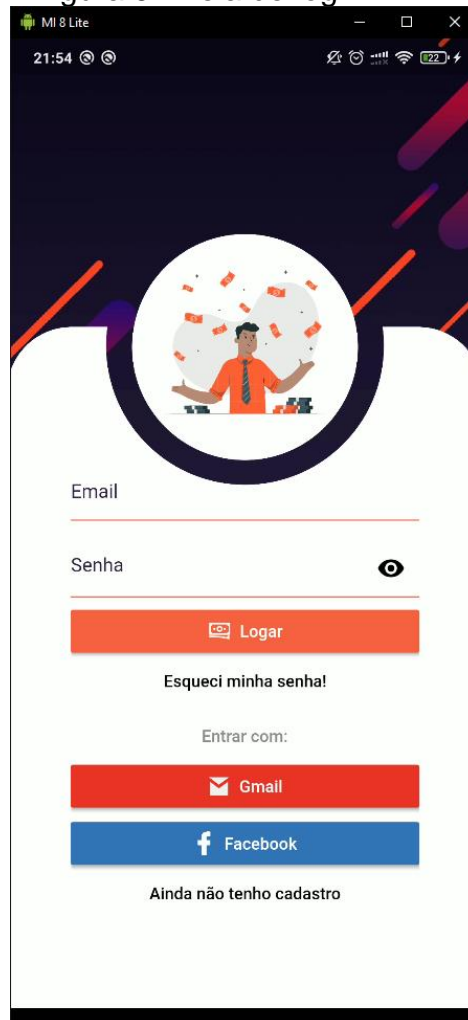 MI 8 Lite
21:54
22
Email
Senha
Logar
Esqueci minha senha!
Entrar com:
Gmail
Facebook
Ainda não tenho cadastro